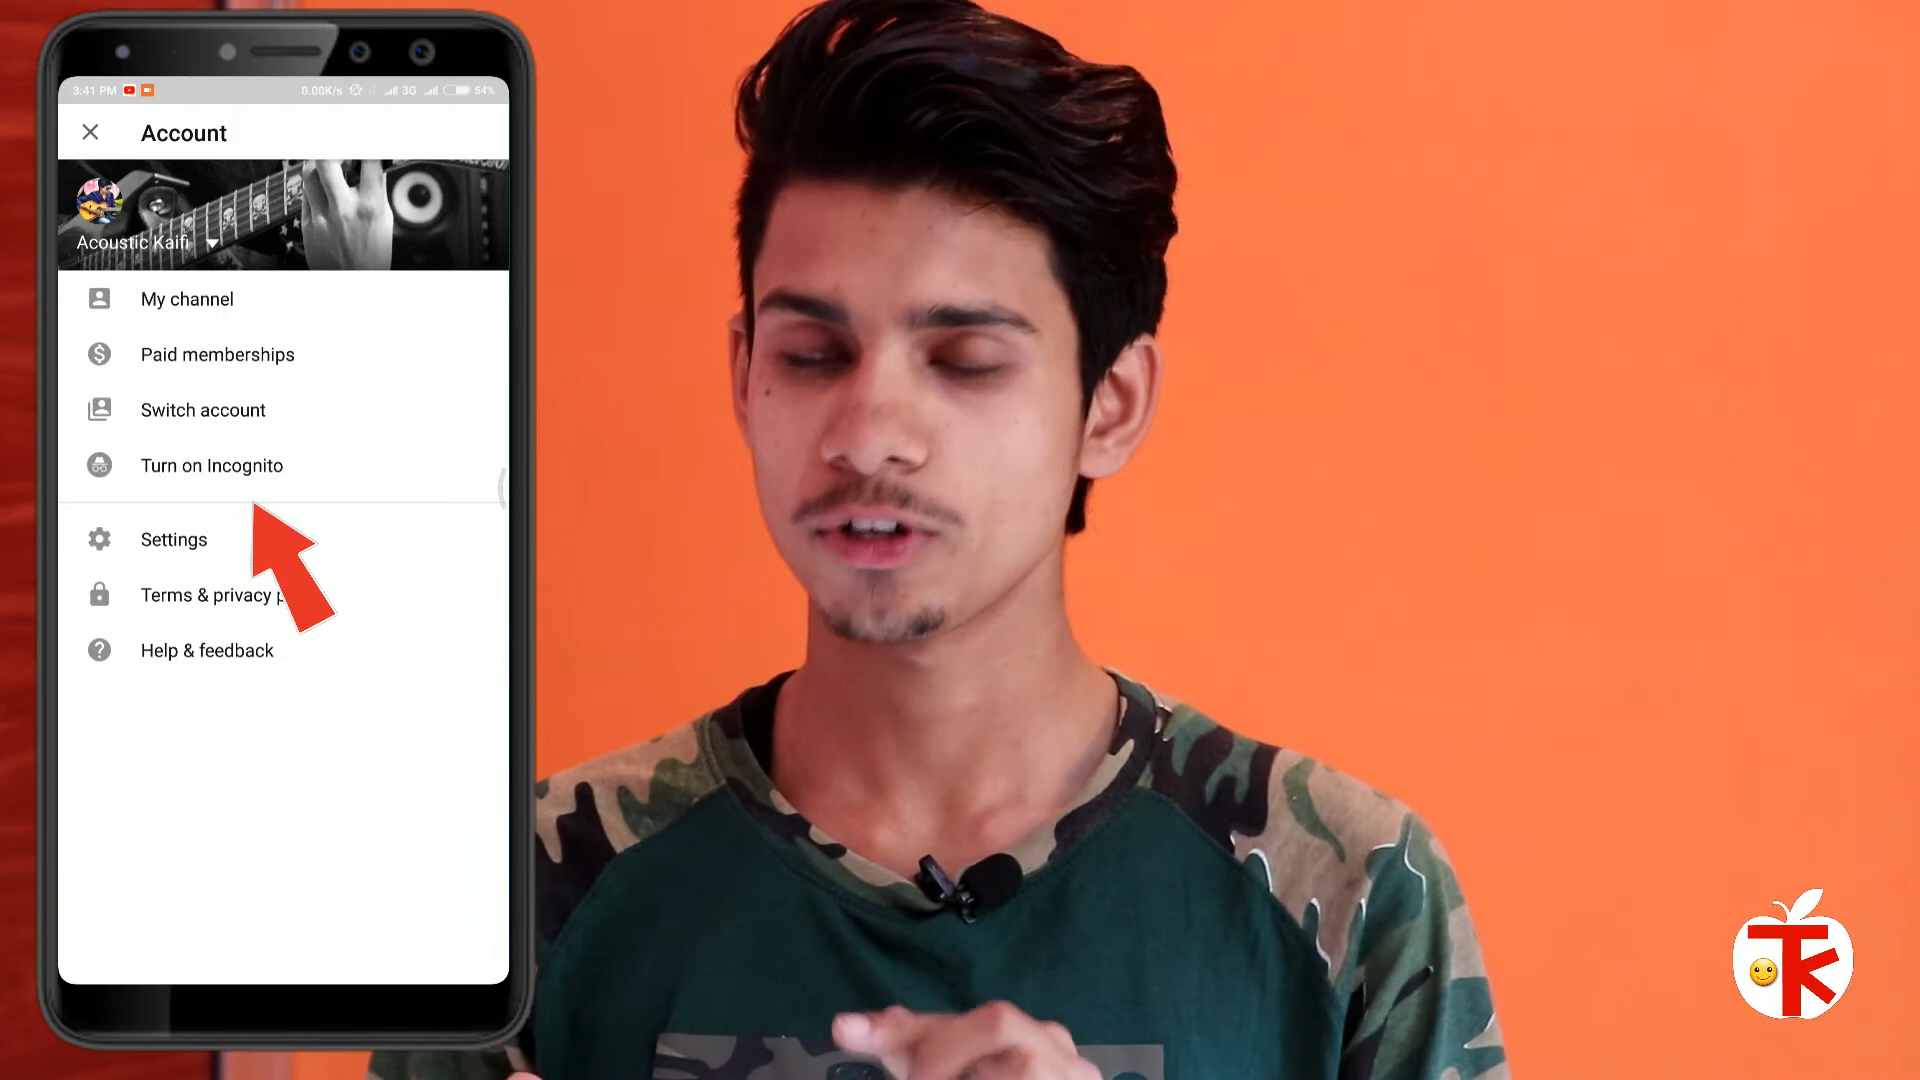 3:41 PM 0.00K/s 3G 54%
Account
Acoustic Kaifi
My channel
Paid memberships
Switch account
Turn on Incognito
Settings
Terms & privacy p
Help & feedback
TK